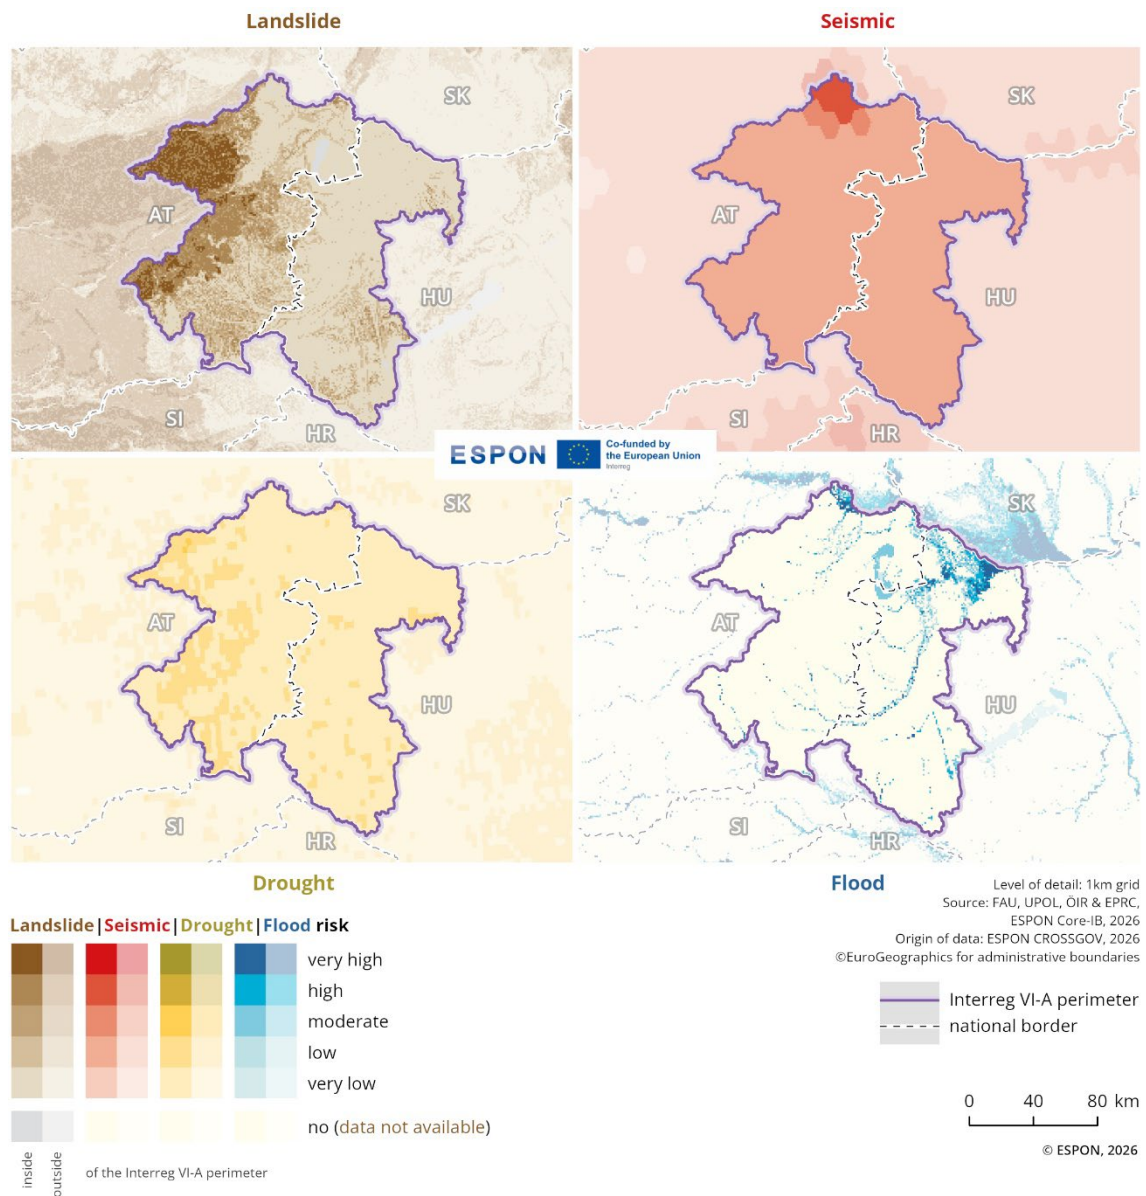 Landslide
Seismic
SK
AT
HU
SI
HR
SK
AT
HU
SI
HR
ESPON
Co-funded by
the European Union
Interreg
SK
AT
HU
SI
HR
SK
AT
HU
SI
HR
Drought
Flood
Level of detail: 1km grid
Source: FAU, UPOL, ÖIR & EPRC,
ESPON Core-IB, 2026
Origin of data: ESPON CROSSGOV, 2026
©EuroGeographics for administrative boundaries
Landslide|Seismic|Drought|Flood risk
very high
high
moderate
low
very low
no (data not available)
inside
outside
of the Interreg VI-A perimeter
Interreg VI-A perimeter
national border
0 40 80 km
© ESPON, 2026